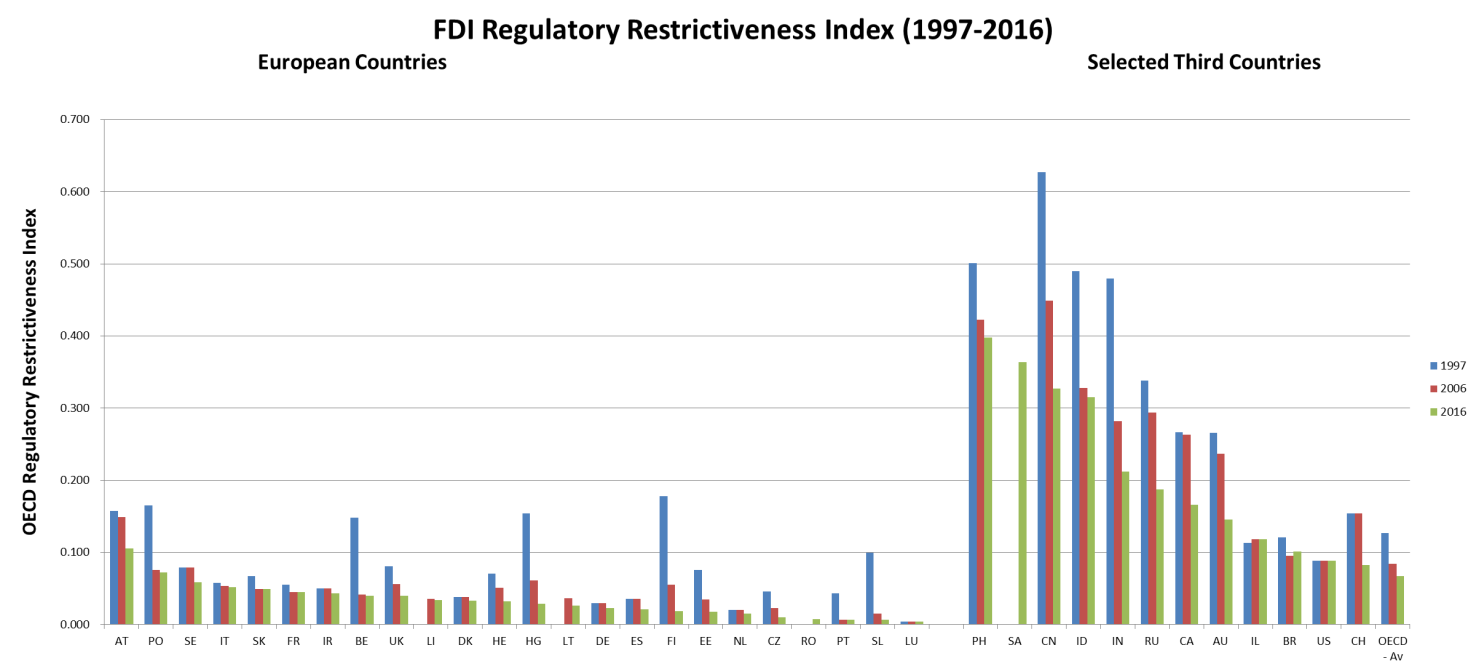 FDI Regulatory Restrictiveness Index (1997-2016)
European Countries
Selected Third Countries
OECD Regulatory Restrictiveness Index
0.700
0.600
0.500
0.400
0.300
0.200
0.100
0.000
AT PO SE IT SK FR IR BE UK LI DK HE HG LT DE ES FI EE NL CZ RO PT SL LU PH SA CN ID IN RU CA AU IL BR US CH OECD
- Av
1997
2006
2016